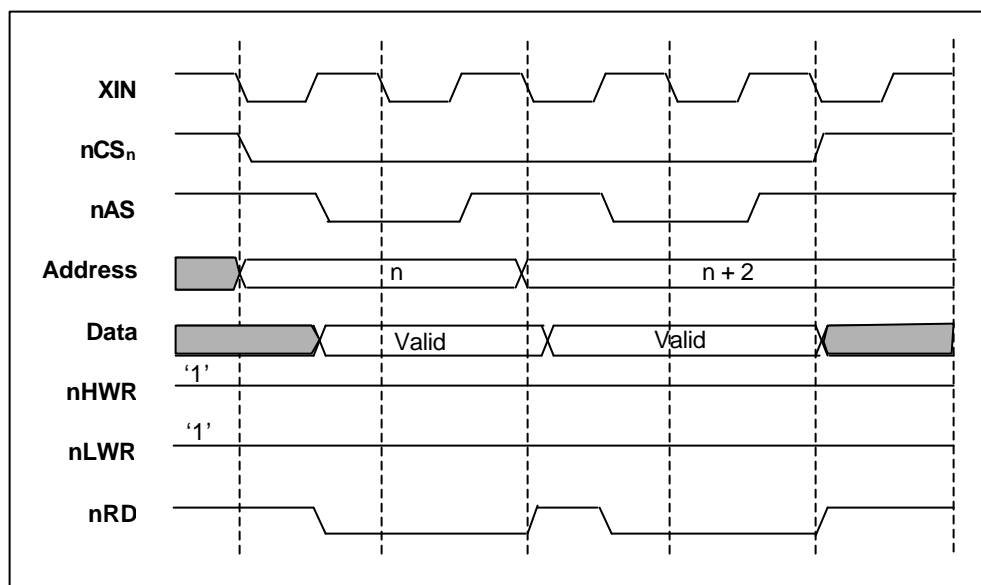 XIN
nCSn
nAS
Address n n + 2
Data Valid Valid
‘1’
nHWR
‘1’
nLWR
nRD